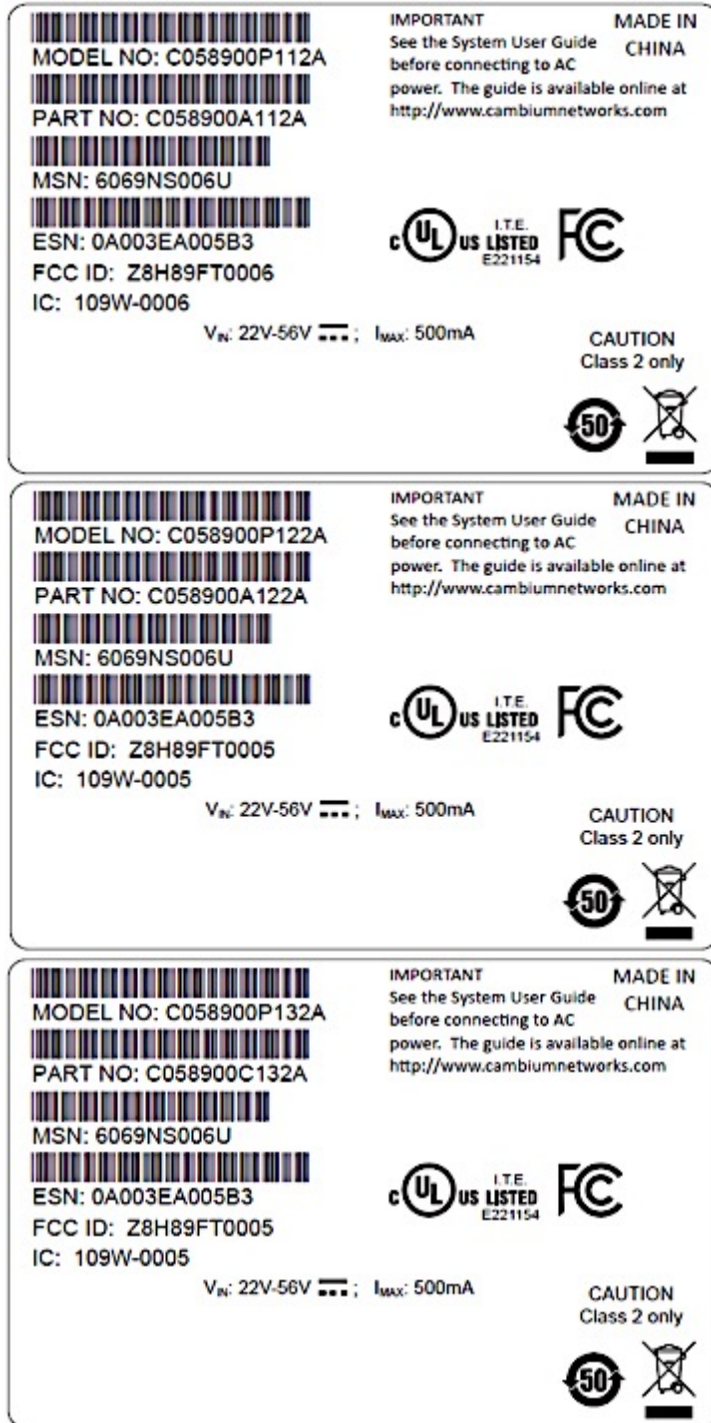 MODEL NO: C058900P112A
PART NO: C058900A112A
MSN: 6069NS006U
ESN: 0A003EA005B3
FCC ID: Z8H89FT0006
IC: 109W-0006
IMPORTANT
MADE IN
CHINA
See the System User Guide
before connecting to AC
power. The guide is available online at
http://www.cambiumnetworks.com
C UL US LISTED
I.T.E.
E221154
FC
VIN: 22V-56V ; IMAX: 500mA
CAUTION
Class 2 only
50
MODEL NO: C058900P122A
PART NO: C058900A122A
MSN: 6069NS006U
ESN: 0A003EA005B3
FCC ID: Z8H89FT0005
IC: 109W-0005
IMPORTANT
MADE IN
CHINA
See the System User Guide
before connecting to AC
power. The guide is available online at
http://www.cambiumnetworks.com
C UL US LISTED
I.T.E.
E221154
FC
VIN: 22V-56V ; IMAX: 500mA
CAUTION
Class 2 only
50
MODEL NO: C058900P132A
PART NO: C058900C132A
MSN: 6069NS006U
ESN: 0A003EA005B3
FCC ID: Z8H89FT0005
IC: 109W-0005
IMPORTANT
MADE IN
CHINA
See the System User Guide
before connecting to AC
power. The guide is available online at
http://www.cambiumnetworks.com
C UL US LISTED
I.T.E.
E221154
FC
VIN: 22V-56V ; IMAX: 500mA
CAUTION
Class 2 only
50